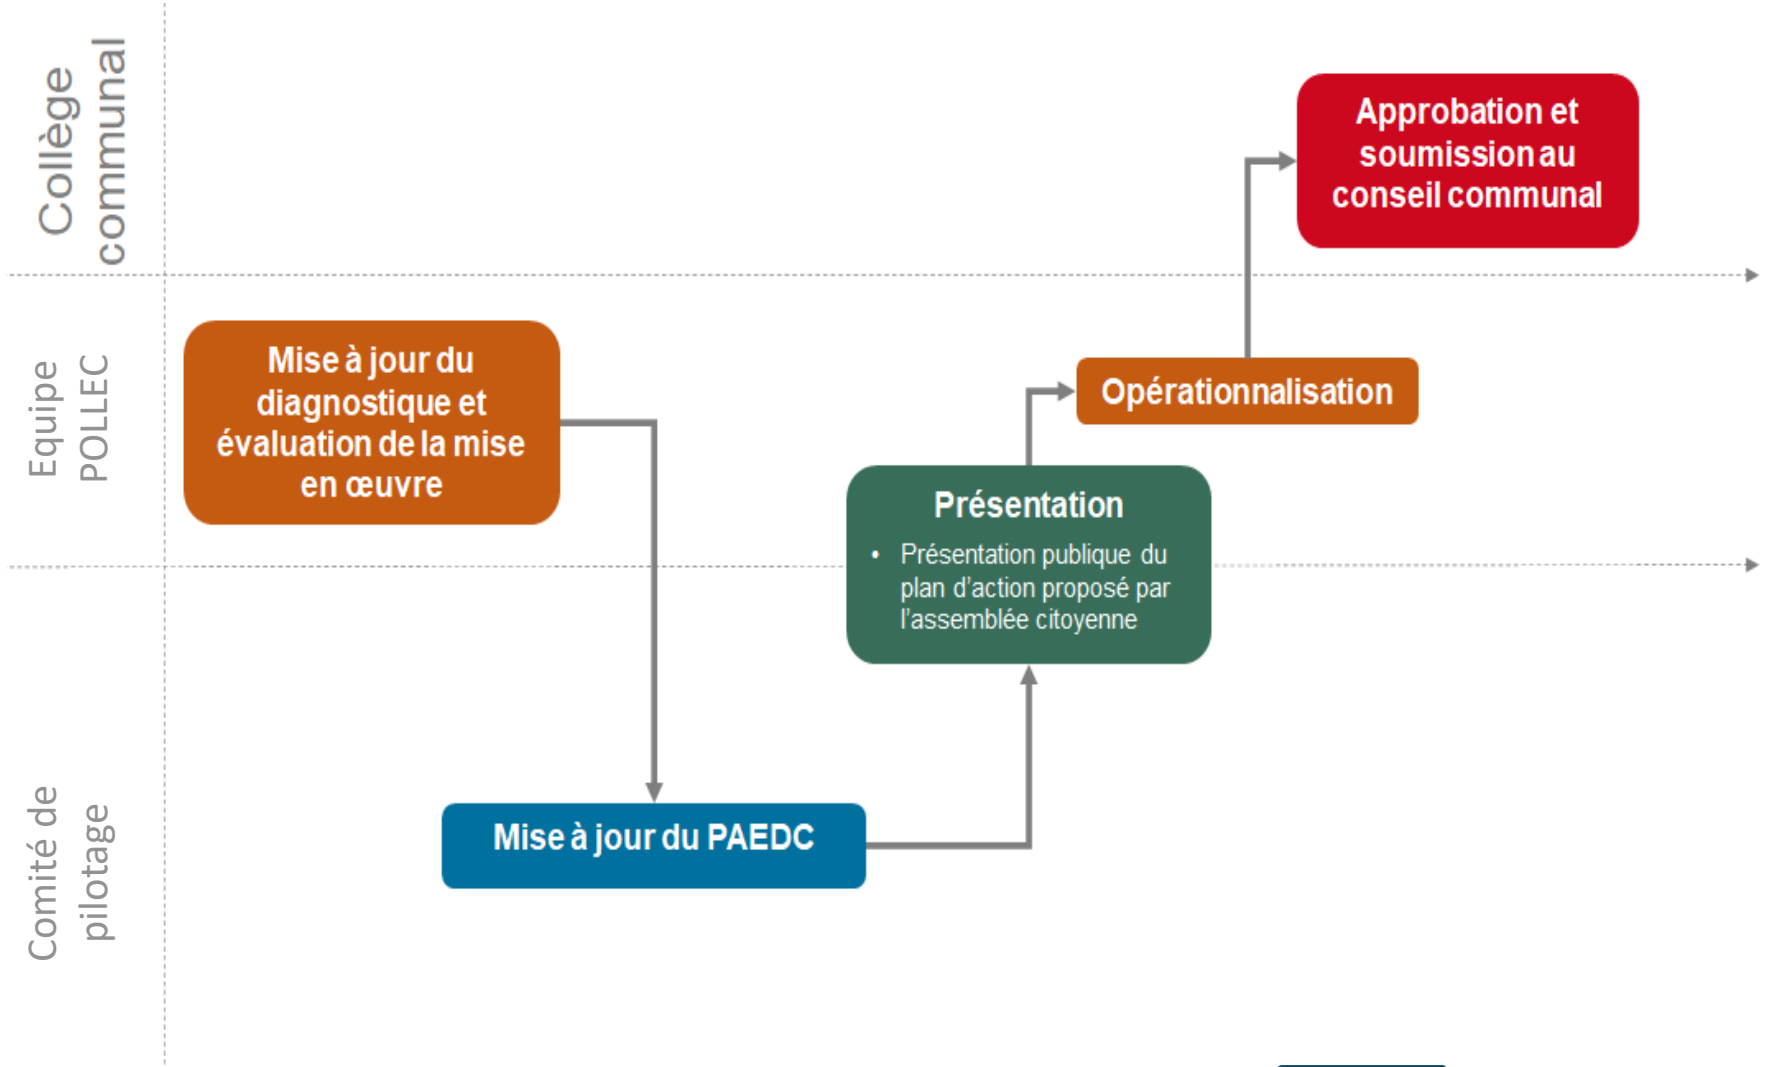 Collège
communal
Approbation et
soumission au
conseil communal
Equipe
POLLEC
Mise à jour du
diagnostique et
évaluation de la mise
en œuvre
Opérationnalisation
Présentation
• Présentation publique du
plan d'action proposé par
l'assemblée citoyenne
Comité de
pilotage
Mise à jour du PAEDC